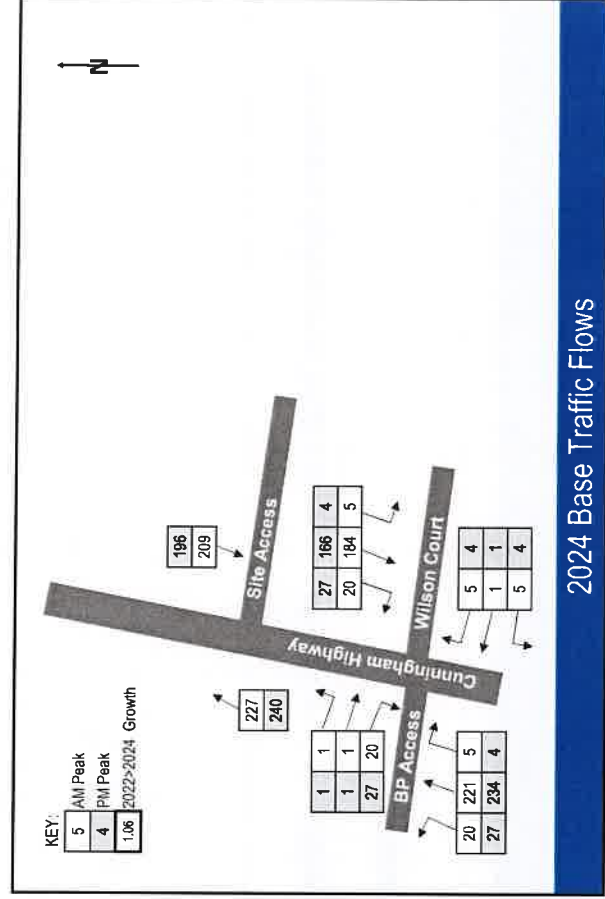 KEY:
5 AM Peak
4 PM Peak
1.06 2022>2024 Growth
N
196
209
227
240
Site Access
Cunningham Highway
27 166 4
20 184 5
1 1
1 1
27 20
BP Access
Wilson Court
20 221 5
27 234 4
5 4
1 1
5 4
2024 Base Traffic Flows